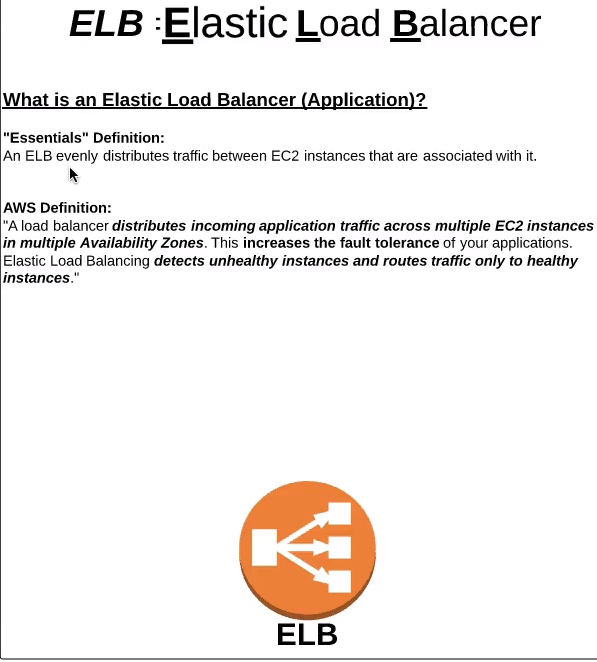 ELB : Elastic Load Balancer
What is an Elastic Load Balancer (Application)?
"Essentials" Definition:
An ELB evenly distributes traffic between EC2 instances that are associated with it.
AWS Definition:
"A load balancer distributes incoming application traffic across multiple EC2 instances
in multiple Availability Zones. This increases the fault tolerance of your applications.
Elastic Load Balancing detects unhealthy instances and routes traffic only to healthy
instances."
ELB